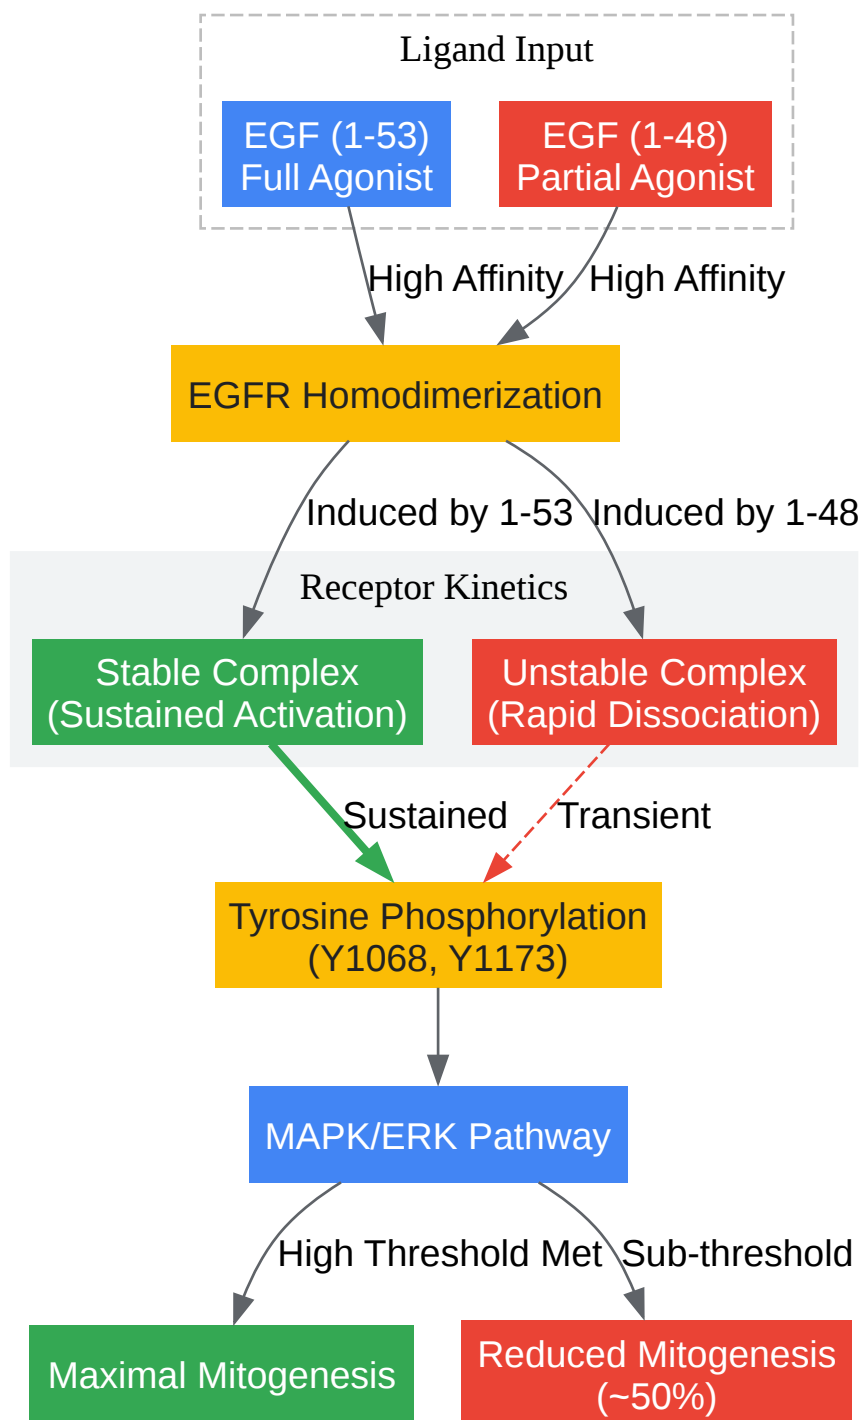 Ligand Input
EGF (1-53)
Full Agonist
EGF (1-48)
Partial Agonist
High Affinity
High Affinity
EGFR Homodimerization
Induced by 1-53
Induced by 1-48
Receptor Kinetics
Stable Complex
(Sustained Activation)
Unstable Complex
(Rapid Dissociation)
Sustained
Transient
Tyrosine Phosphorylation
(Y1068, Y1173)
MAPK/ERK Pathway
High Threshold Met
Sub-threshold
Maximal Mitogenesis
Reduced Mitogenesis
(~50%)